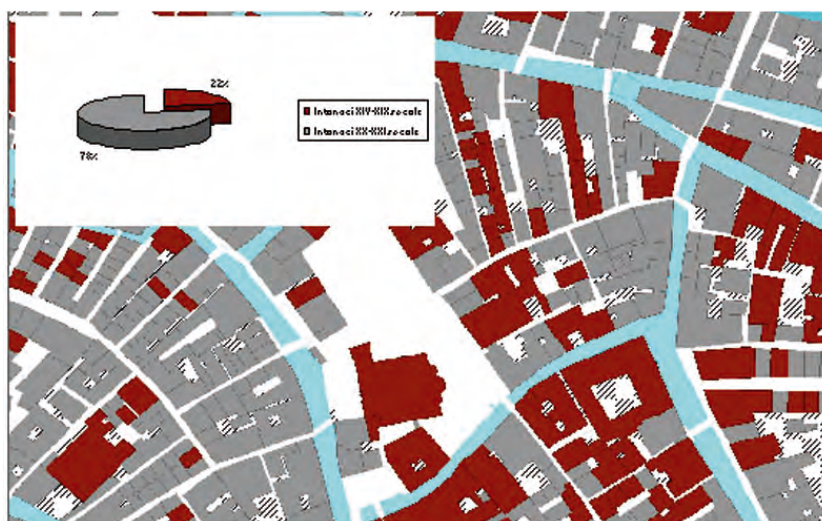 22%
Intonaci XIV-XIX secolo
Intonaci XX-XXI secolo
78%